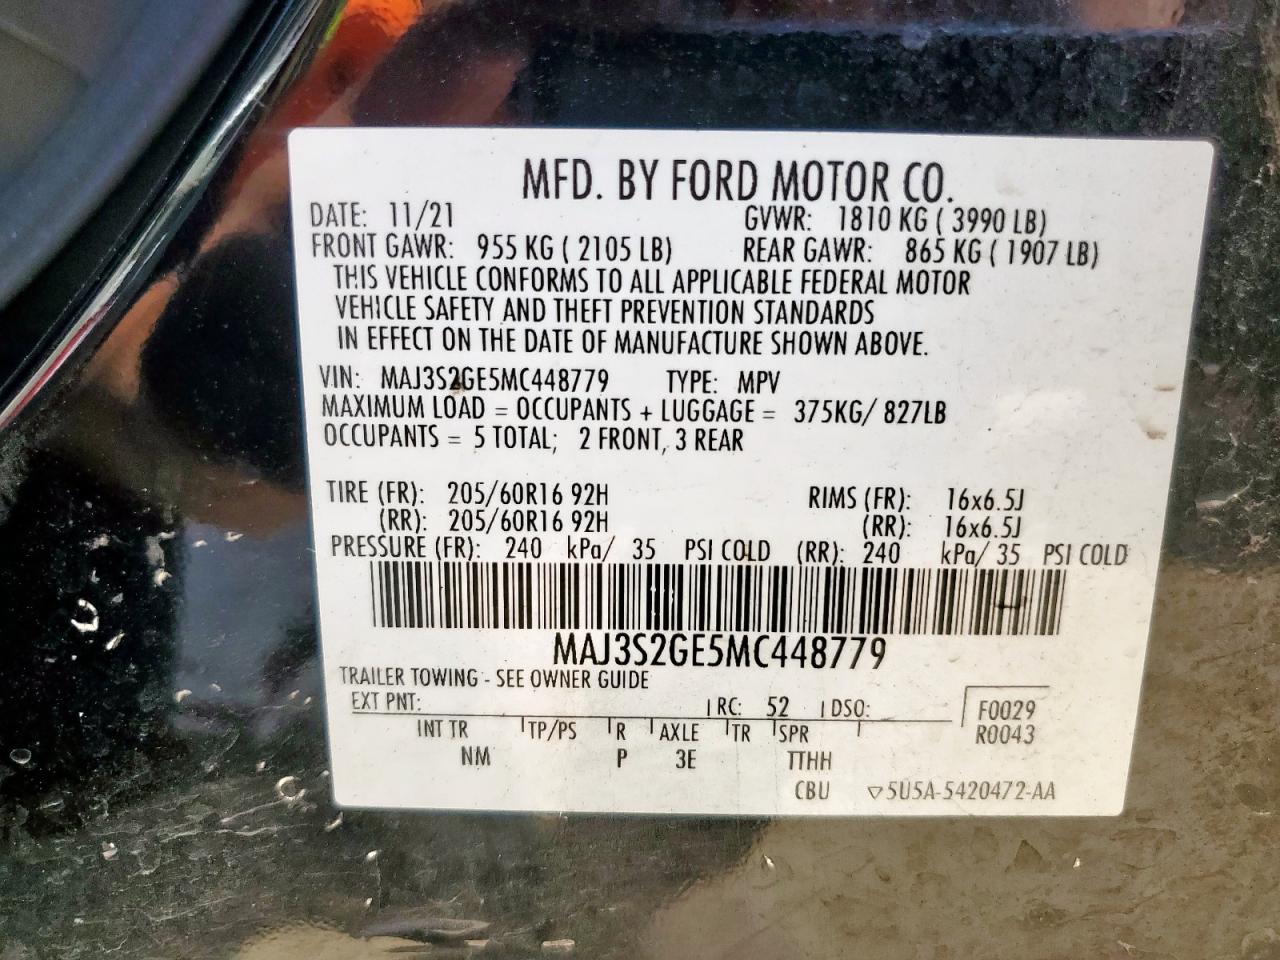 MFD. BY FORD MOTOR CO.
DATE: 11/21 GVWR: 1810 KG ( 3990 LB)
FRONT GAWR: 955 KG ( 2105 LB) REAR GAWR: 865 KG ( 1907 LB)
THIS VEHICLE CONFORMS TO ALL APPLICABLE FEDERAL MOTOR
VEHICLE SAFETY AND THEFT PREVENTION STANDARDS
IN EFFECT ON THE DATE OF MANUFACTURE SHOWN ABOVE.
VIN: MAJ3S2GE5MC448779 TYPE: MPV
MAXIMUM LOAD = OCCUPANTS + LUGGAGE = 375KG/ 827LB
OCCUPANTS = 5 TOTAL; 2 FRONT, 3 REAR
TIRE (FR): 205/60R16 92H RIMS (FR): 16x6.5J
(RR): 205/60R16 92H (RR): 16x6.5J
PRESSURE (FR): 240 kPa/ 35 PSI COLD (RR): 240 kPa/ 35 PSI COLD
MAJ3S2GE5MC448779
TRAILER TOWING - SEE OWNER GUIDE
EXT PNT: RC: 52 DSO: F0029
INT TR TP/PS R AXLE TR SPR R0043
NM P 3E TTHH
CBU ▽5U5A-5420472-AA